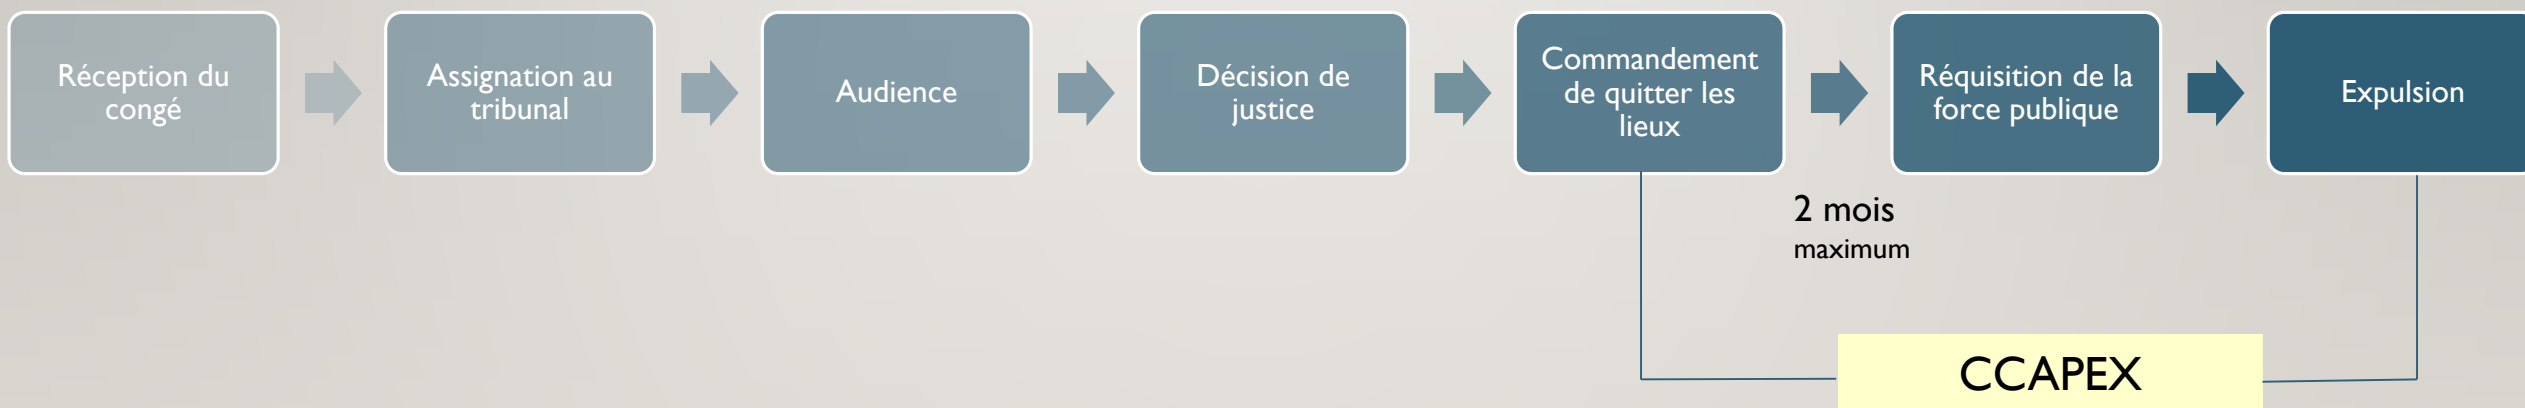 Réception du
congé
Assignation au
tribunal
Audience
Décision de
justice
Commandement
de quitter les
lieux
Réquisition de la
force publique
Expulsion
2 mois
maximum
CCAPEX